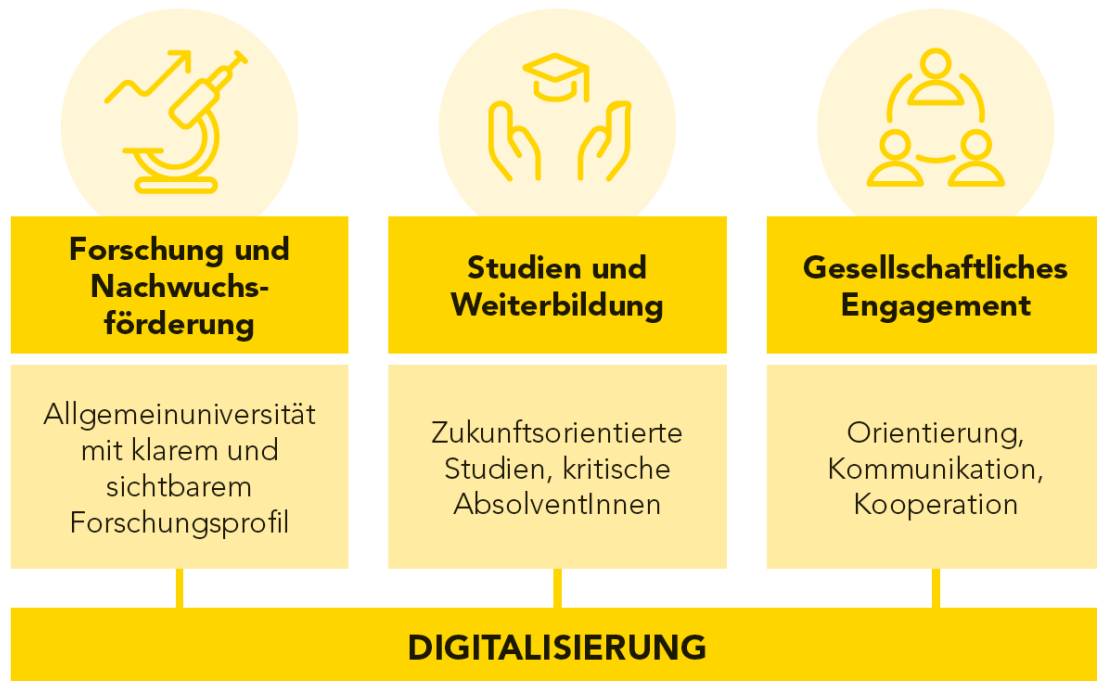 Forschung und
Nachwuchs-
förderung
Allgemeinuniversität
mit klarem und
sichtbarem
Forschungsprofil
Studien und
Weiterbildung
Zukunftsorientierte
Studien, kritische
AbsolventInnen
Gesellschaftliches
Engagement
Orientierung,
Kommunikation,
Kooperation
DIGITALISIERUNG